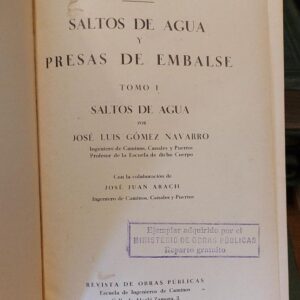 SALTOS DE AGUA
Y
PRESAS DE EMBALSE
TOMO I
SALTOS DE AGUA
POR
JOSÉ LUIS GÓMEZ NAVARRO
Ingeniero de Caminos, Canales y Puertos
Profesor de la Escuela de dicho Cuerpo
Con la colaboración de
JOSÉ JUAN ARACIL
Ingeniero de Caminos, Canales y Puertos
Ejemplar adquirido por el
MINISTERIO DE OBRAS PÚBLICAS
Reparto gratuito
REVISTA DE OBRAS PUBLICAS
Escuela de Ingenieros de Caminos